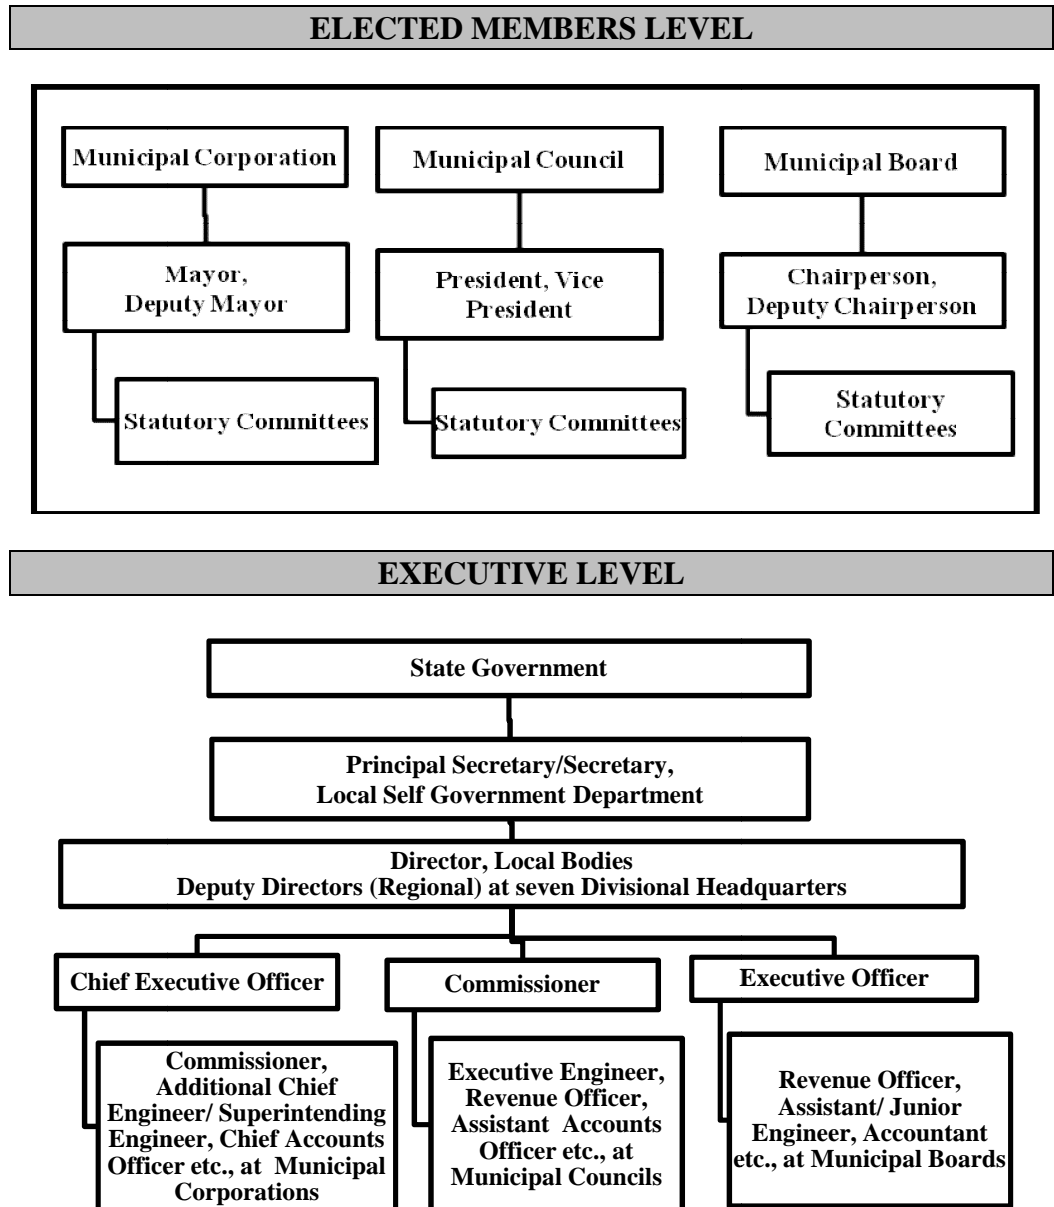 ELECTED MEMBERS LEVEL
Municipal Corporation
Municipal Council
Municipal Board
Mayor,
Deputy Mayor
President, Vice
President
Chairperson,
Deputy Chairperson
Statutory Committees
Statutory Committees
Statutory
Committees
EXECUTIVE LEVEL
State Government
Principal Secretary/Secretary,
Local Self Government Department
Director, Local Bodies
Deputy Directors (Regional) at seven Divisional Headquarters
Chief Executive Officer
Commissioner
Executive Officer
Commissioner,
Additional Chief
Engineer/ Superintending
Engineer, Chief Accounts
Officer etc., at Municipal
Corporations
Executive Engineer,
Revenue Officer,
Assistant Accounts
Officer etc., at
Municipal Councils
Revenue Officer,
Assistant/ Junior
Engineer, Accountant
etc., at Municipal Boards